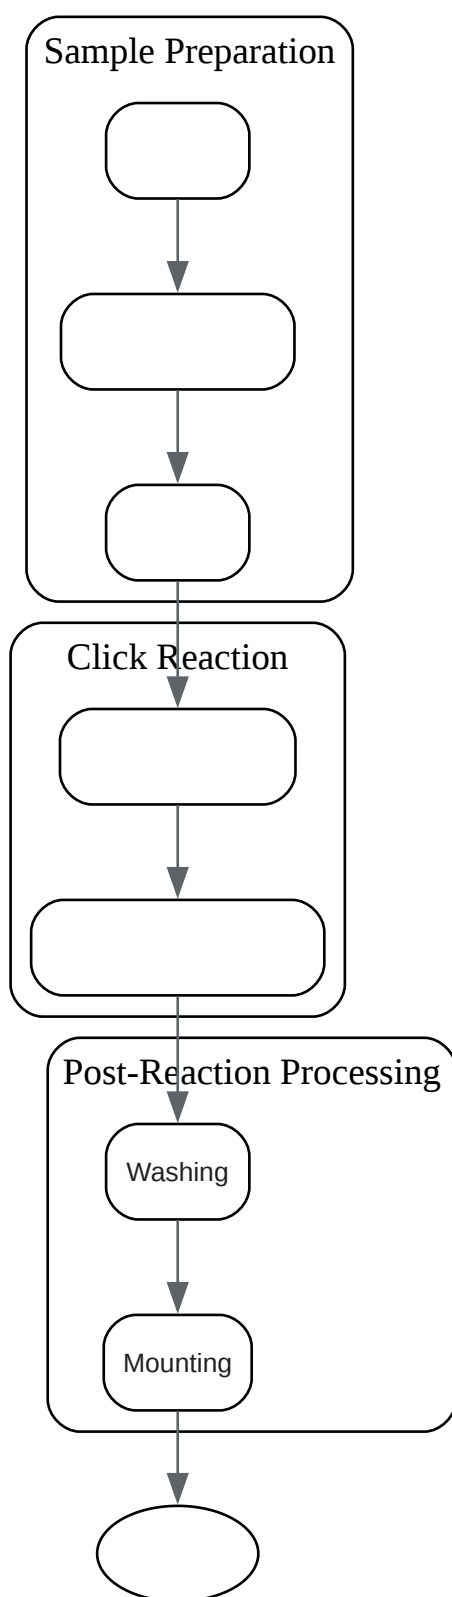 Sample Preparation
Click Reaction
Post-Reaction Processing
Washing
Mounting